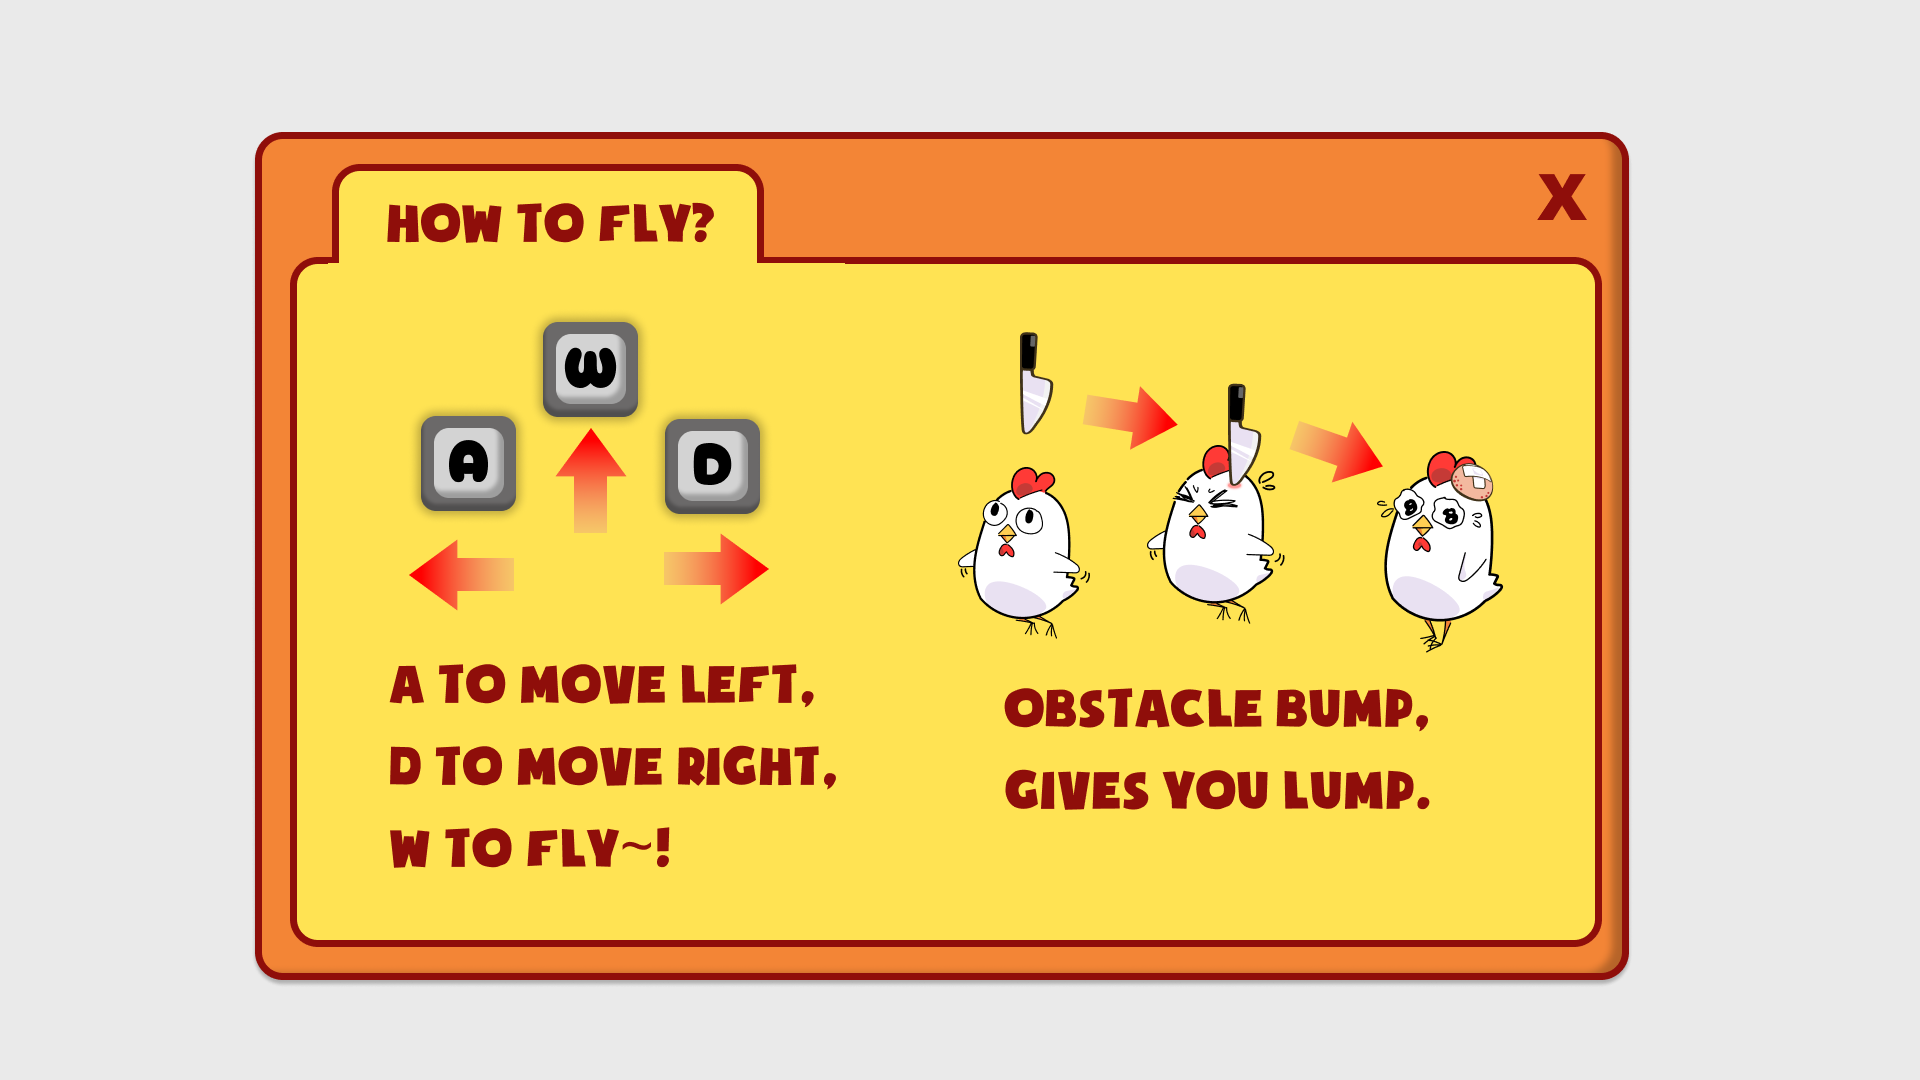 HOW TO FLY?
X
W
A
D
A TO MOVE LEFT,
D TO MOVE RIGHT,
W TO FLY~!
OBSTACLE BUMP,
GIVES YOU LUMP.